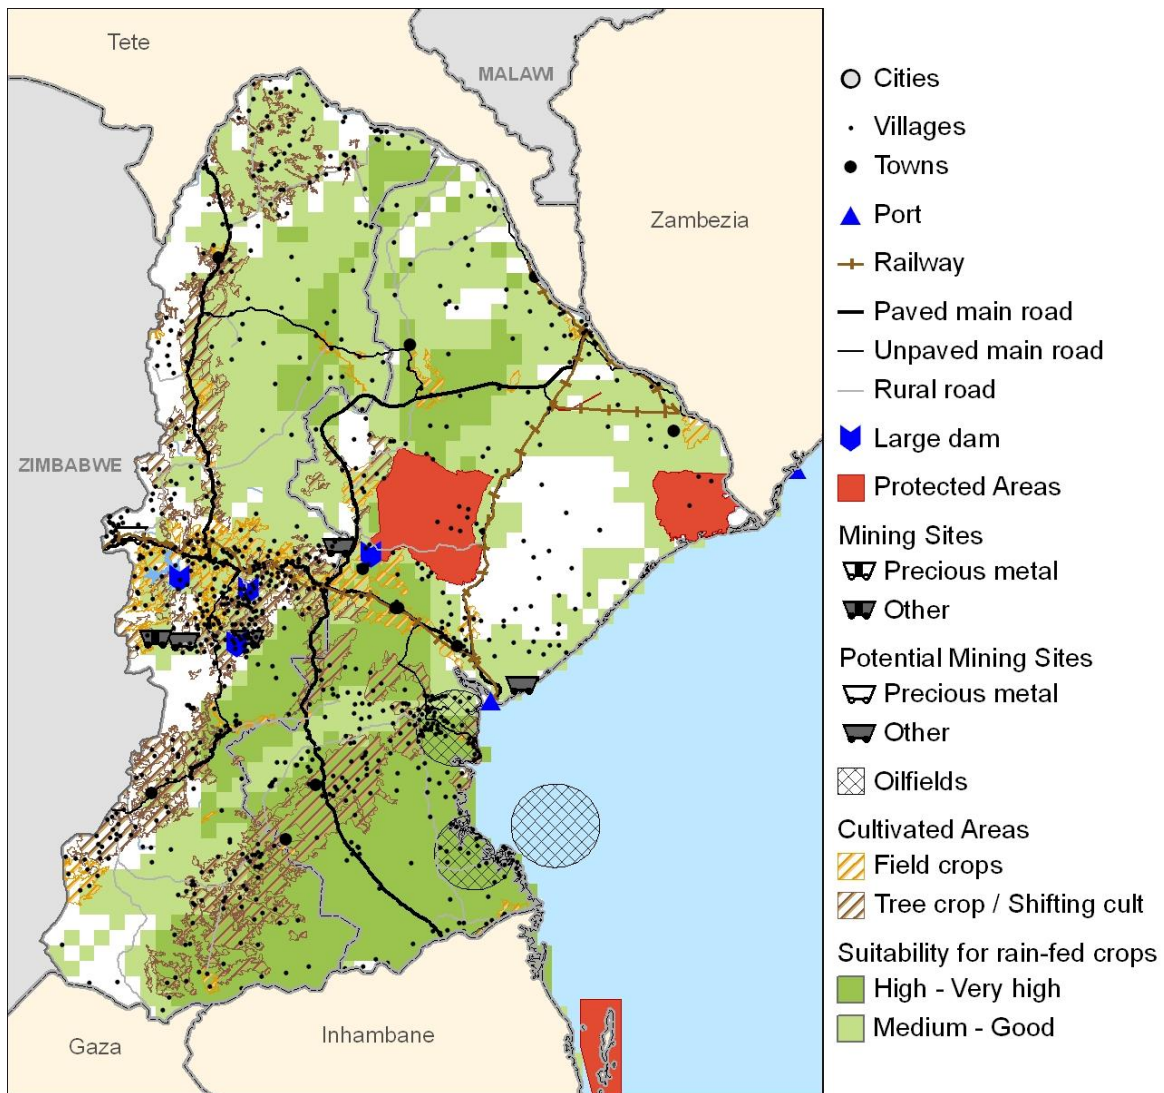 Tete
MALAWI
Zambezia
ZIMBABWE
Gaza
Inhambane
Cities
Villages
Towns
Port
Railway
Paved main road
Unpaved main road
Rural road
Large dam
Protected Areas
Mining Sites
Precious metal
Other
Potential Mining Sites
Precious metal
Other
Oilfields
Cultivated Areas
Field crops
Tree crop / Shifting cult
Suitability for rain-fed crops
High - Very high
Medium - Good